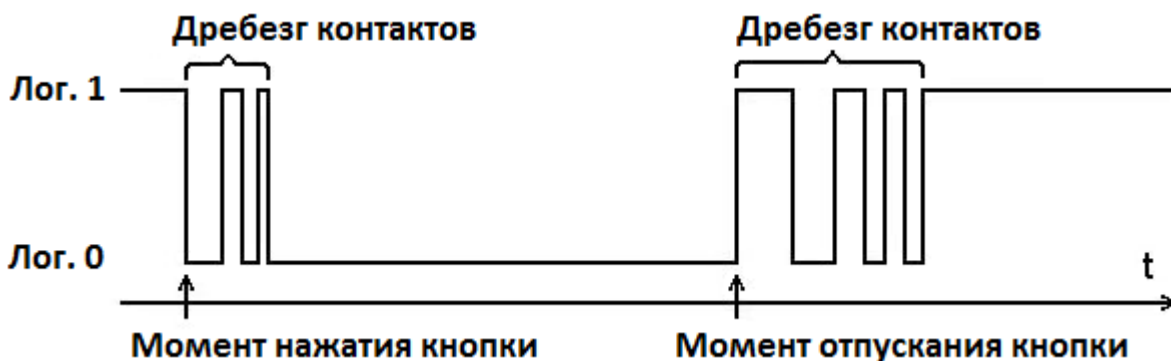 Дребезг контактов
Дребезг контактов
Лог. 1
Лог. 0
t
Момент нажатия кнопки
Момент отпускания кнопки